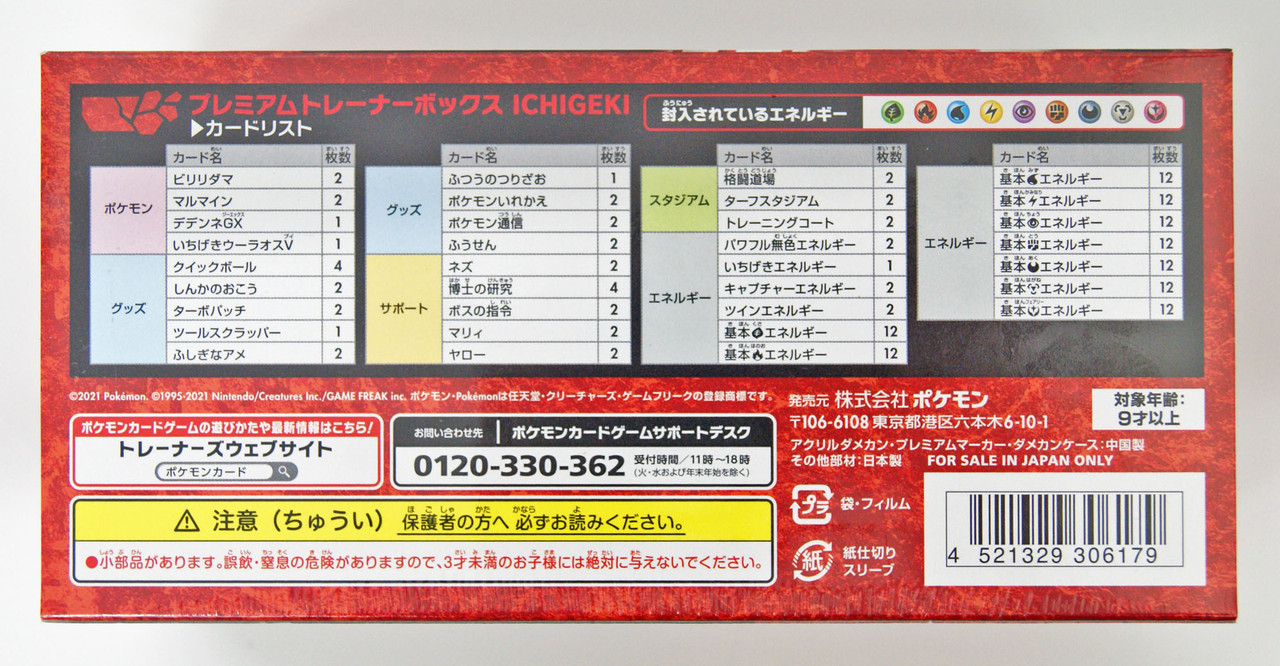 プレミアムトレーナーボックス ICHIGEKI
▶カードリスト
封入されているエネルギー
カード名 枚数
ポケモン
ビリリダマ 2
マルマイン 2
デデンネGX 1
いちげきウーラオスV 1
グッズ
クイックボール 4
しんかのおこう 2
ターボパッチ 2
ツールスクラッパー 1
ふしぎなアメ 2
カード名 枚数
グッズ
ふつうのつりざお 1
ポケモンいれかえ 2
ポケモン通信 2
ふうせん 2
サポート
ネズ 2
博士の研究 4
ボスの指令 2
マリィ 2
ヤロー 2
カード名 枚数
スタジアム
格闘道場 2
ターフスタジアム 2
トレーニングコート 2
エネルギー
パワフル無色エネルギー 2
いちげきエネルギー 1
キャプチャーエネルギー 2
ツインエネルギー 2
基本エネルギー 12
基本エネルギー 12
カード名 枚数
エネルギー
基本エネルギー 12
基本エネルギー 12
基本エネルギー 12
基本エネルギー 12
基本エネルギー 12
基本エネルギー 12
基本エネルギー 12
©2021 Pokémon. ©1995-2021 Nintendo/Creatures Inc./GAME FREAK inc. ポケモン・Pokémonは任天堂・クリーチャーズ・ゲームフリークの登録商標です。
ポケモンカードゲームの遊びかたや最新情報はこちら!
トレーナーズウェブサイト
ポケモンカード
お問い合わせ先 ポケモンカードゲームサポートデスク
0120-330-362 受付時間/11時〜18時
(火・水および年末年始を除く)
注意(ちゅうい) 保護者の方へ 必ずお読みください。
●小部品があります。誤飲・窒息の危険がありますので、3才未満のお子様には絶対に与えないでください。
発売元 株式会社ポケモン
〒106-6108 東京都港区六本木6-10-1
対象年齢:
9才以上
アクリルダメカン・プレミアムマーカー・ダメカンケース:中国製
その他部材:日本製 FOR SALE IN JAPAN ONLY
プラ 袋・フィルム
紙 紙仕切り
スリーブ
4 521329 306179